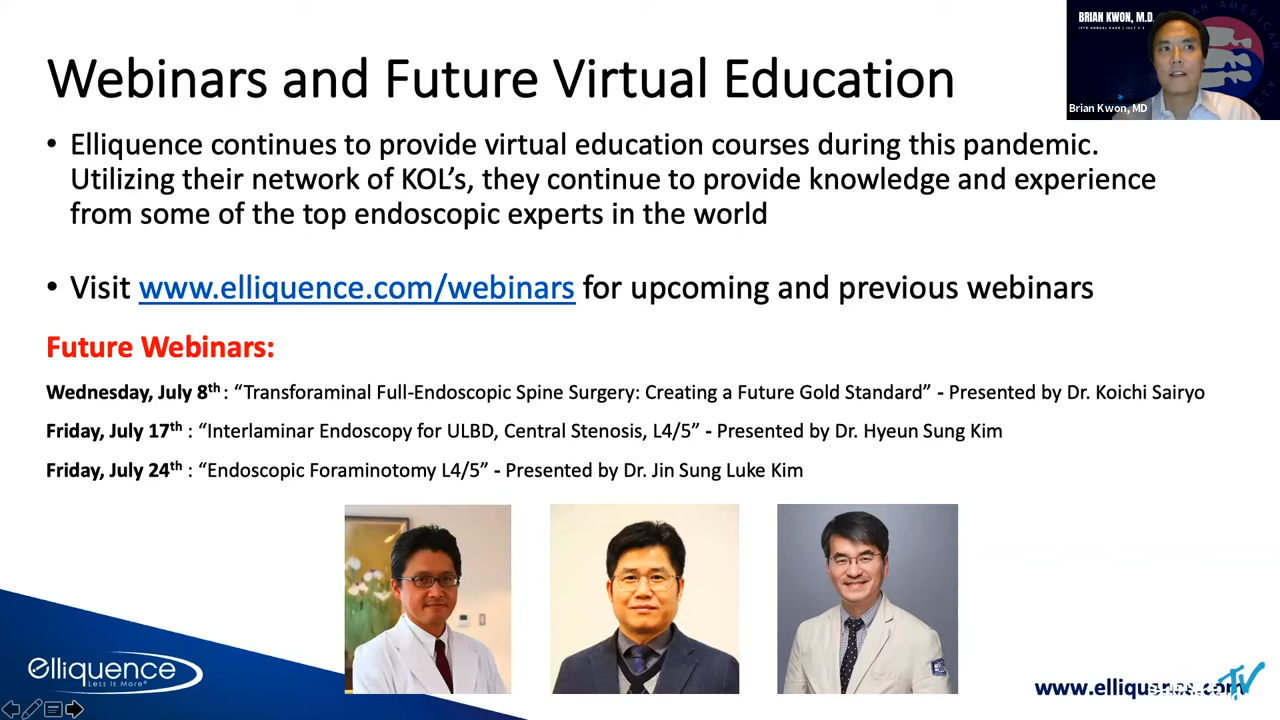 Webinars and Future Virtual Education
BRIAN KWON, M.D.
Brian Kwon, MD
• Elliquence continues to provide virtual education courses during this pandemic.
Utilizing their network of KOL's, they continue to provide knowledge and experience
from some of the top endoscopic experts in the world
• Visit www.elliquence.com/webinars for upcoming and previous webinars
Future Webinars:
Wednesday, July 8th : “Transforaminal Full-Endoscopic Spine Surgery: Creating a Future Gold Standard” - Presented by Dr. Koichi Sairyo
Friday, July 17th : “Interlaminar Endoscopy for ULBD, Central Stenosis, L4/5” - Presented by Dr. Hyeun Sung Kim
Friday, July 24th : “Endoscopic Foraminotomy L4/5” - Presented by Dr. Jin Sung Luke Kim
elliquence
Less Is More®
www.elliquence.com
TV